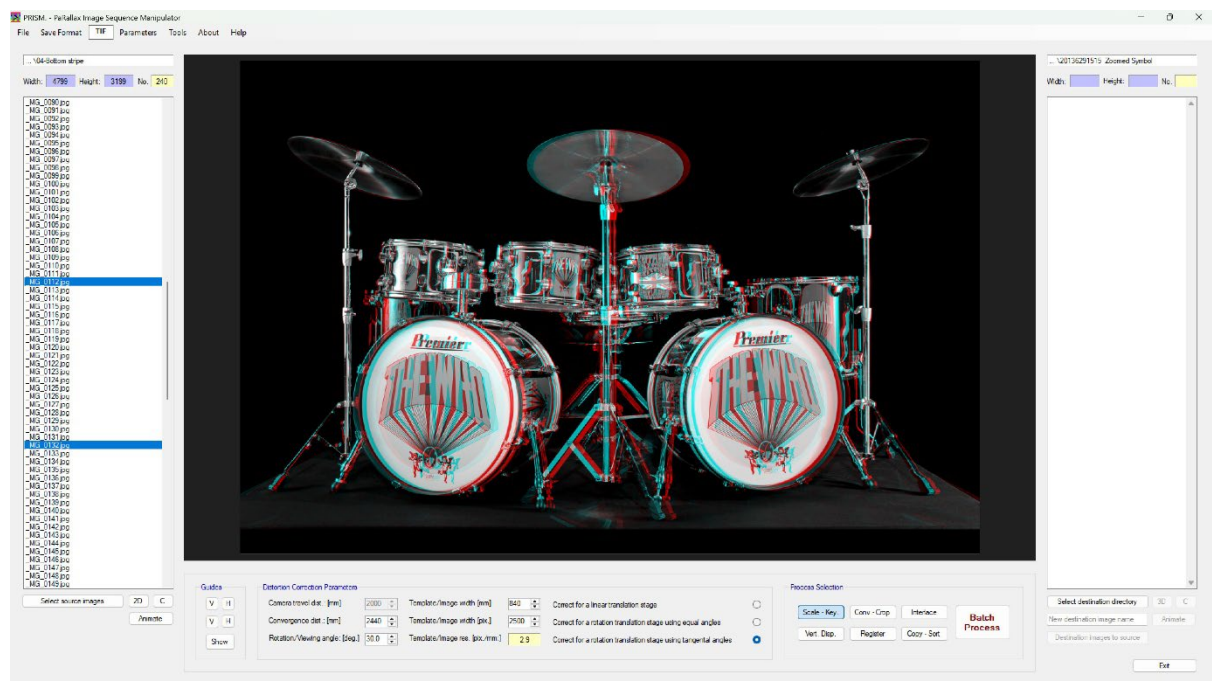 PRISM. - PaRallax Image Sequence Manipulator
File Save Format TIF Parameters Tools About Help
... \04-Bottom stripe
Width: 4799 Height: 3199 No. 240
_MG_0090.jpg
_MG_0091.jpg
_MG_0092.jpg
_MG_0093.jpg
_MG_0094.jpg
_MG_0095.jpg
_MG_0096.jpg
_MG_0097.jpg
_MG_0098.jpg
_MG_0099.jpg
_MG_0100.jpg
_MG_0101.jpg
_MG_0102.jpg
_MG_0103.jpg
_MG_0104.jpg
_MG_0105.jpg
_MG_0106.jpg
_MG_0107.jpg
_MG_0108.jpg
_MG_0109.jpg
_MG_0110.jpg
_MG_0111.jpg
_MG_0112.jpg
_MG_0113.jpg
_MG_0114.jpg
_MG_0115.jpg
_MG_0116.jpg
_MG_0117.jpg
_MG_0118.jpg
_MG_0119.jpg
_MG_0120.jpg
_MG_0121.jpg
_MG_0122.jpg
_MG_0123.jpg
_MG_0124.jpg
_MG_0125.jpg
_MG_0126.jpg
_MG_0127.jpg
_MG_0128.jpg
_MG_0129.jpg
_MG_0130.jpg
_MG_0131.jpg
_MG_0132.jpg
_MG_0133.jpg
_MG_0134.jpg
_MG_0135.jpg
_MG_0136.jpg
_MG_0137.jpg
_MG_0138.jpg
_MG_0139.jpg
_MG_0140.jpg
_MG_0141.jpg
_MG_0142.jpg
_MG_0143.jpg
_MG_0144.jpg
_MG_0145.jpg
_MG_0146.jpg
_MG_0147.jpg
_MG_0148.jpg
_MG_0149.jpg
Select source images 2D C
Animate
Premier Premier
THE WHO THE WHO
... \20136291515 Zoomed Symbol
Width: Height: No.
Guides
V H
V H
Show
Distortion Correction Parameters
Camera travel dist.: [mm] 2000 Template/Image width [mm] 840 Correct for a linear translation stage
Convergence dist.: [mm] 2440 Template/Image width [pix.] 2500 Correct for a rotation translation stage using equal angles
Rotation/Viewing angle: [deg.] 30.0 Template/Image res. [pix./mm.] 2.9 Correct for a rotation translation stage using tangental angles
Process Selection
Scale - Key. Conv - Crop Interlace
Vert. Disp. Register Copy - Sort
Batch
Process
Select destination directory 3D C
New destination image name Animate
Destination images to source
Exit